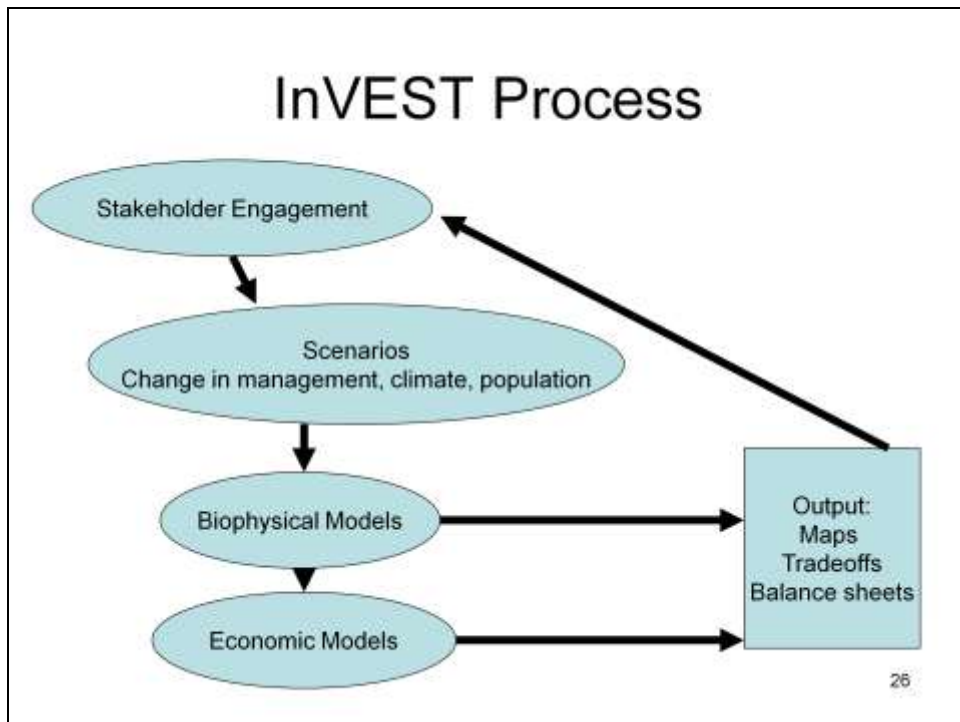 InVEST Process
Stakeholder Engagement
Scenarios
Change in management, climate, population
Biophysical Models
Economic Models
Output:
Maps
Tradeoffs
Balance sheets
26